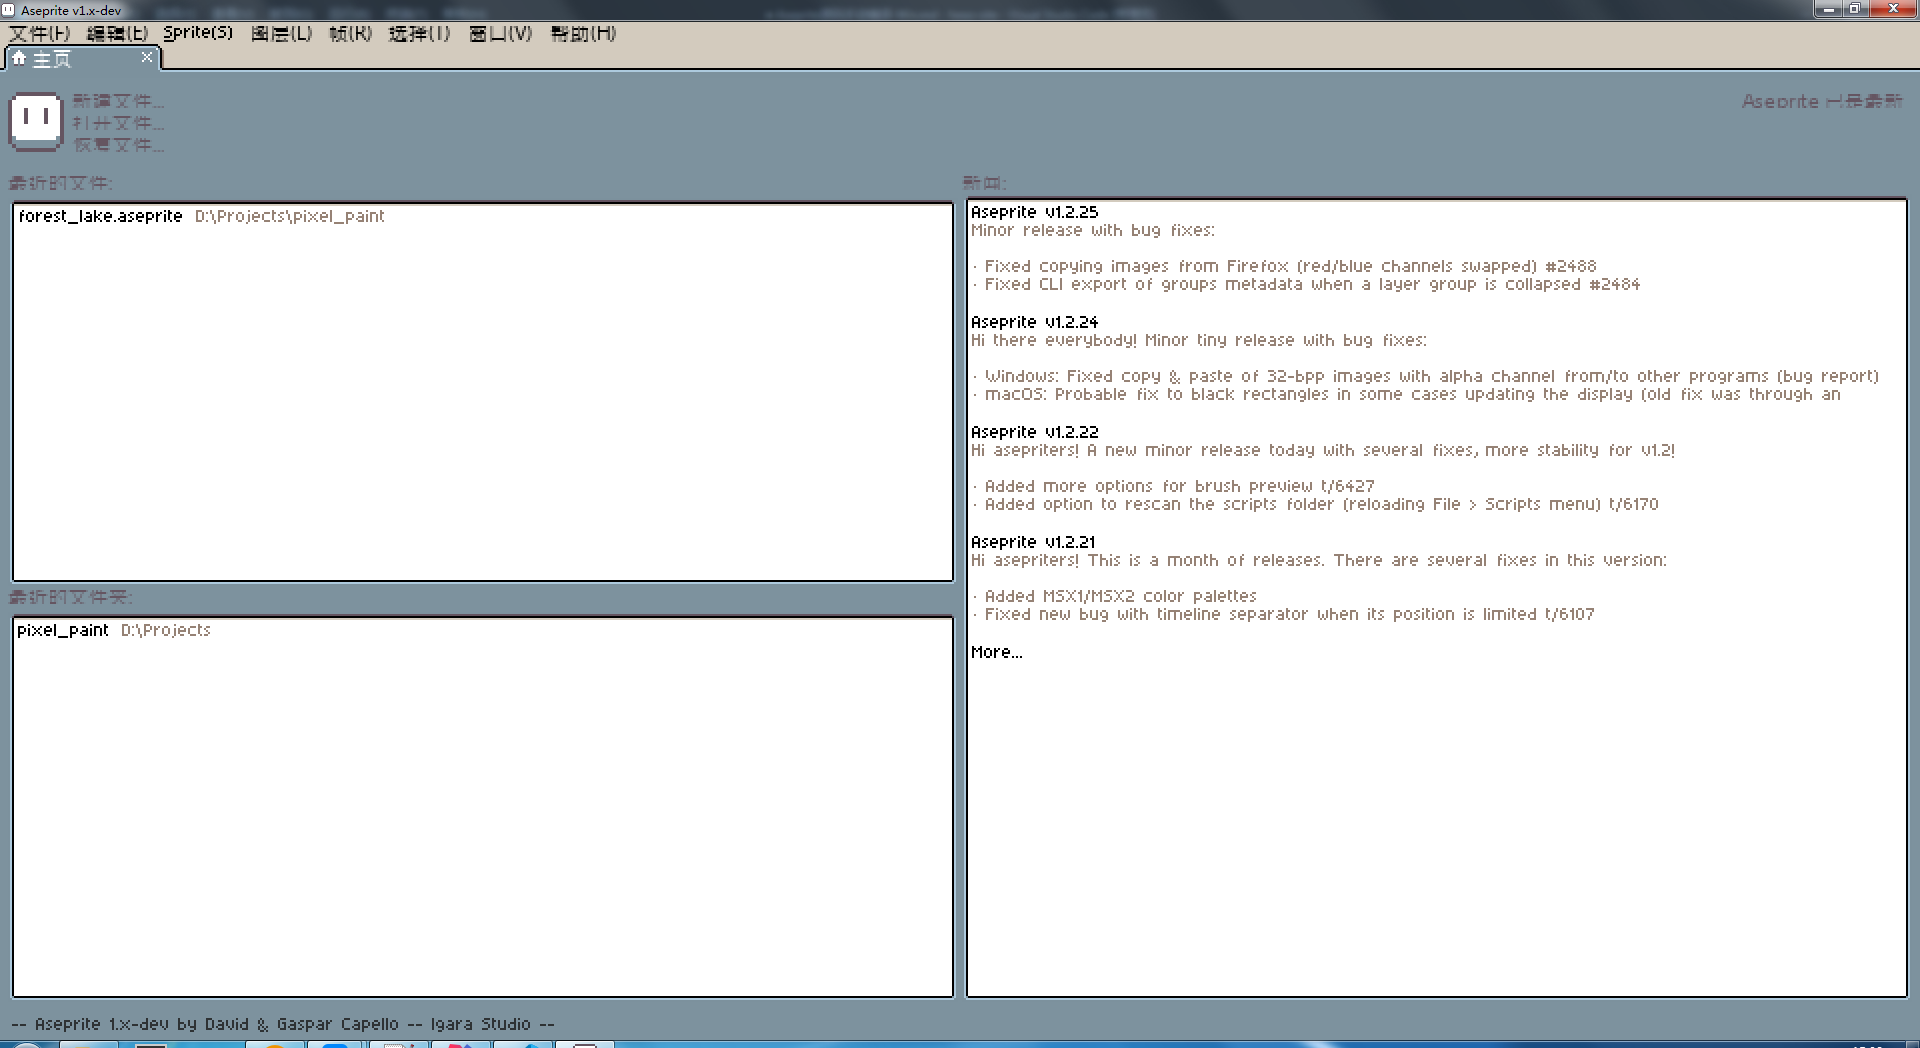 Aseprite v1.x-dev
文件(F) 编辑(E) Sprite(S) 图层(L) 帧(R) 选择(T) 窗口(V) 帮助(H)
主页
新建文件...
打开文件...
恢复文件...
Aseprite 已是最新
最近的文件:
forest_lake.aseprite D:\Projects\pixel_paint
最近的文件夹:
pixel_paint D:\Projects
新闻:
Aseprite v1.2.25
Minor release with bug fixes:
· Fixed copying images from Firefox (red/blue channels swapped) #2488
· Fixed CLI export of groups metadata when a layer group is collapsed #2484
Aseprite v1.2.24
Hi there everybody! Minor tiny release with bug fixes:
· Windows: Fixed copy & paste of 32-bpp images with alpha channel from/to other programs (bug report)
· macOS: Probable fix to black rectangles in some cases updating the display (old fix was through an
Aseprite v1.2.22
Hi asepriters! A new minor release today with several fixes, more stability for v1.2!
· Added more options for brush preview t/6427
· Added option to rescan the scripts folder (reloading File > Scripts menu) t/6170
Aseprite v1.2.21
Hi asepriters! This is a month of releases. There are several fixes in this version:
· Added MSX1/MSX2 color palettes
· Fixed new bug with timeline separator when its position is limited t/6107
More...
-- Aseprite 1.x-dev by David & Gaspar Capello -- Igara Studio --